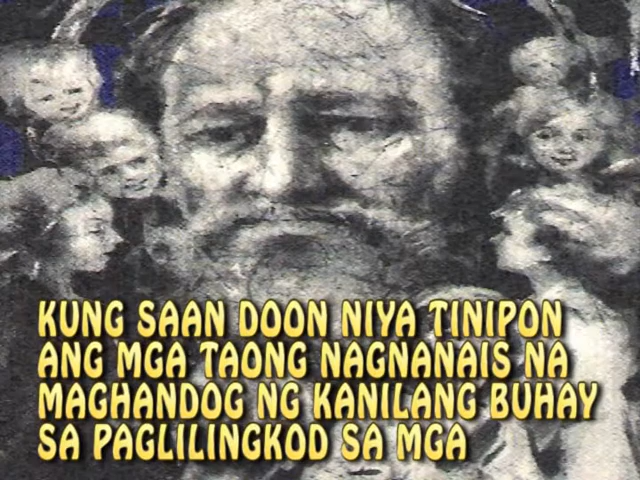 KUNG SAAN DOON NIYA TINIPON
ANG MGA TAONG NAGNANAIS NA
MAGHANDOG NG KANILANG BUHAY
SA PAGLILINGKOD SA MGA